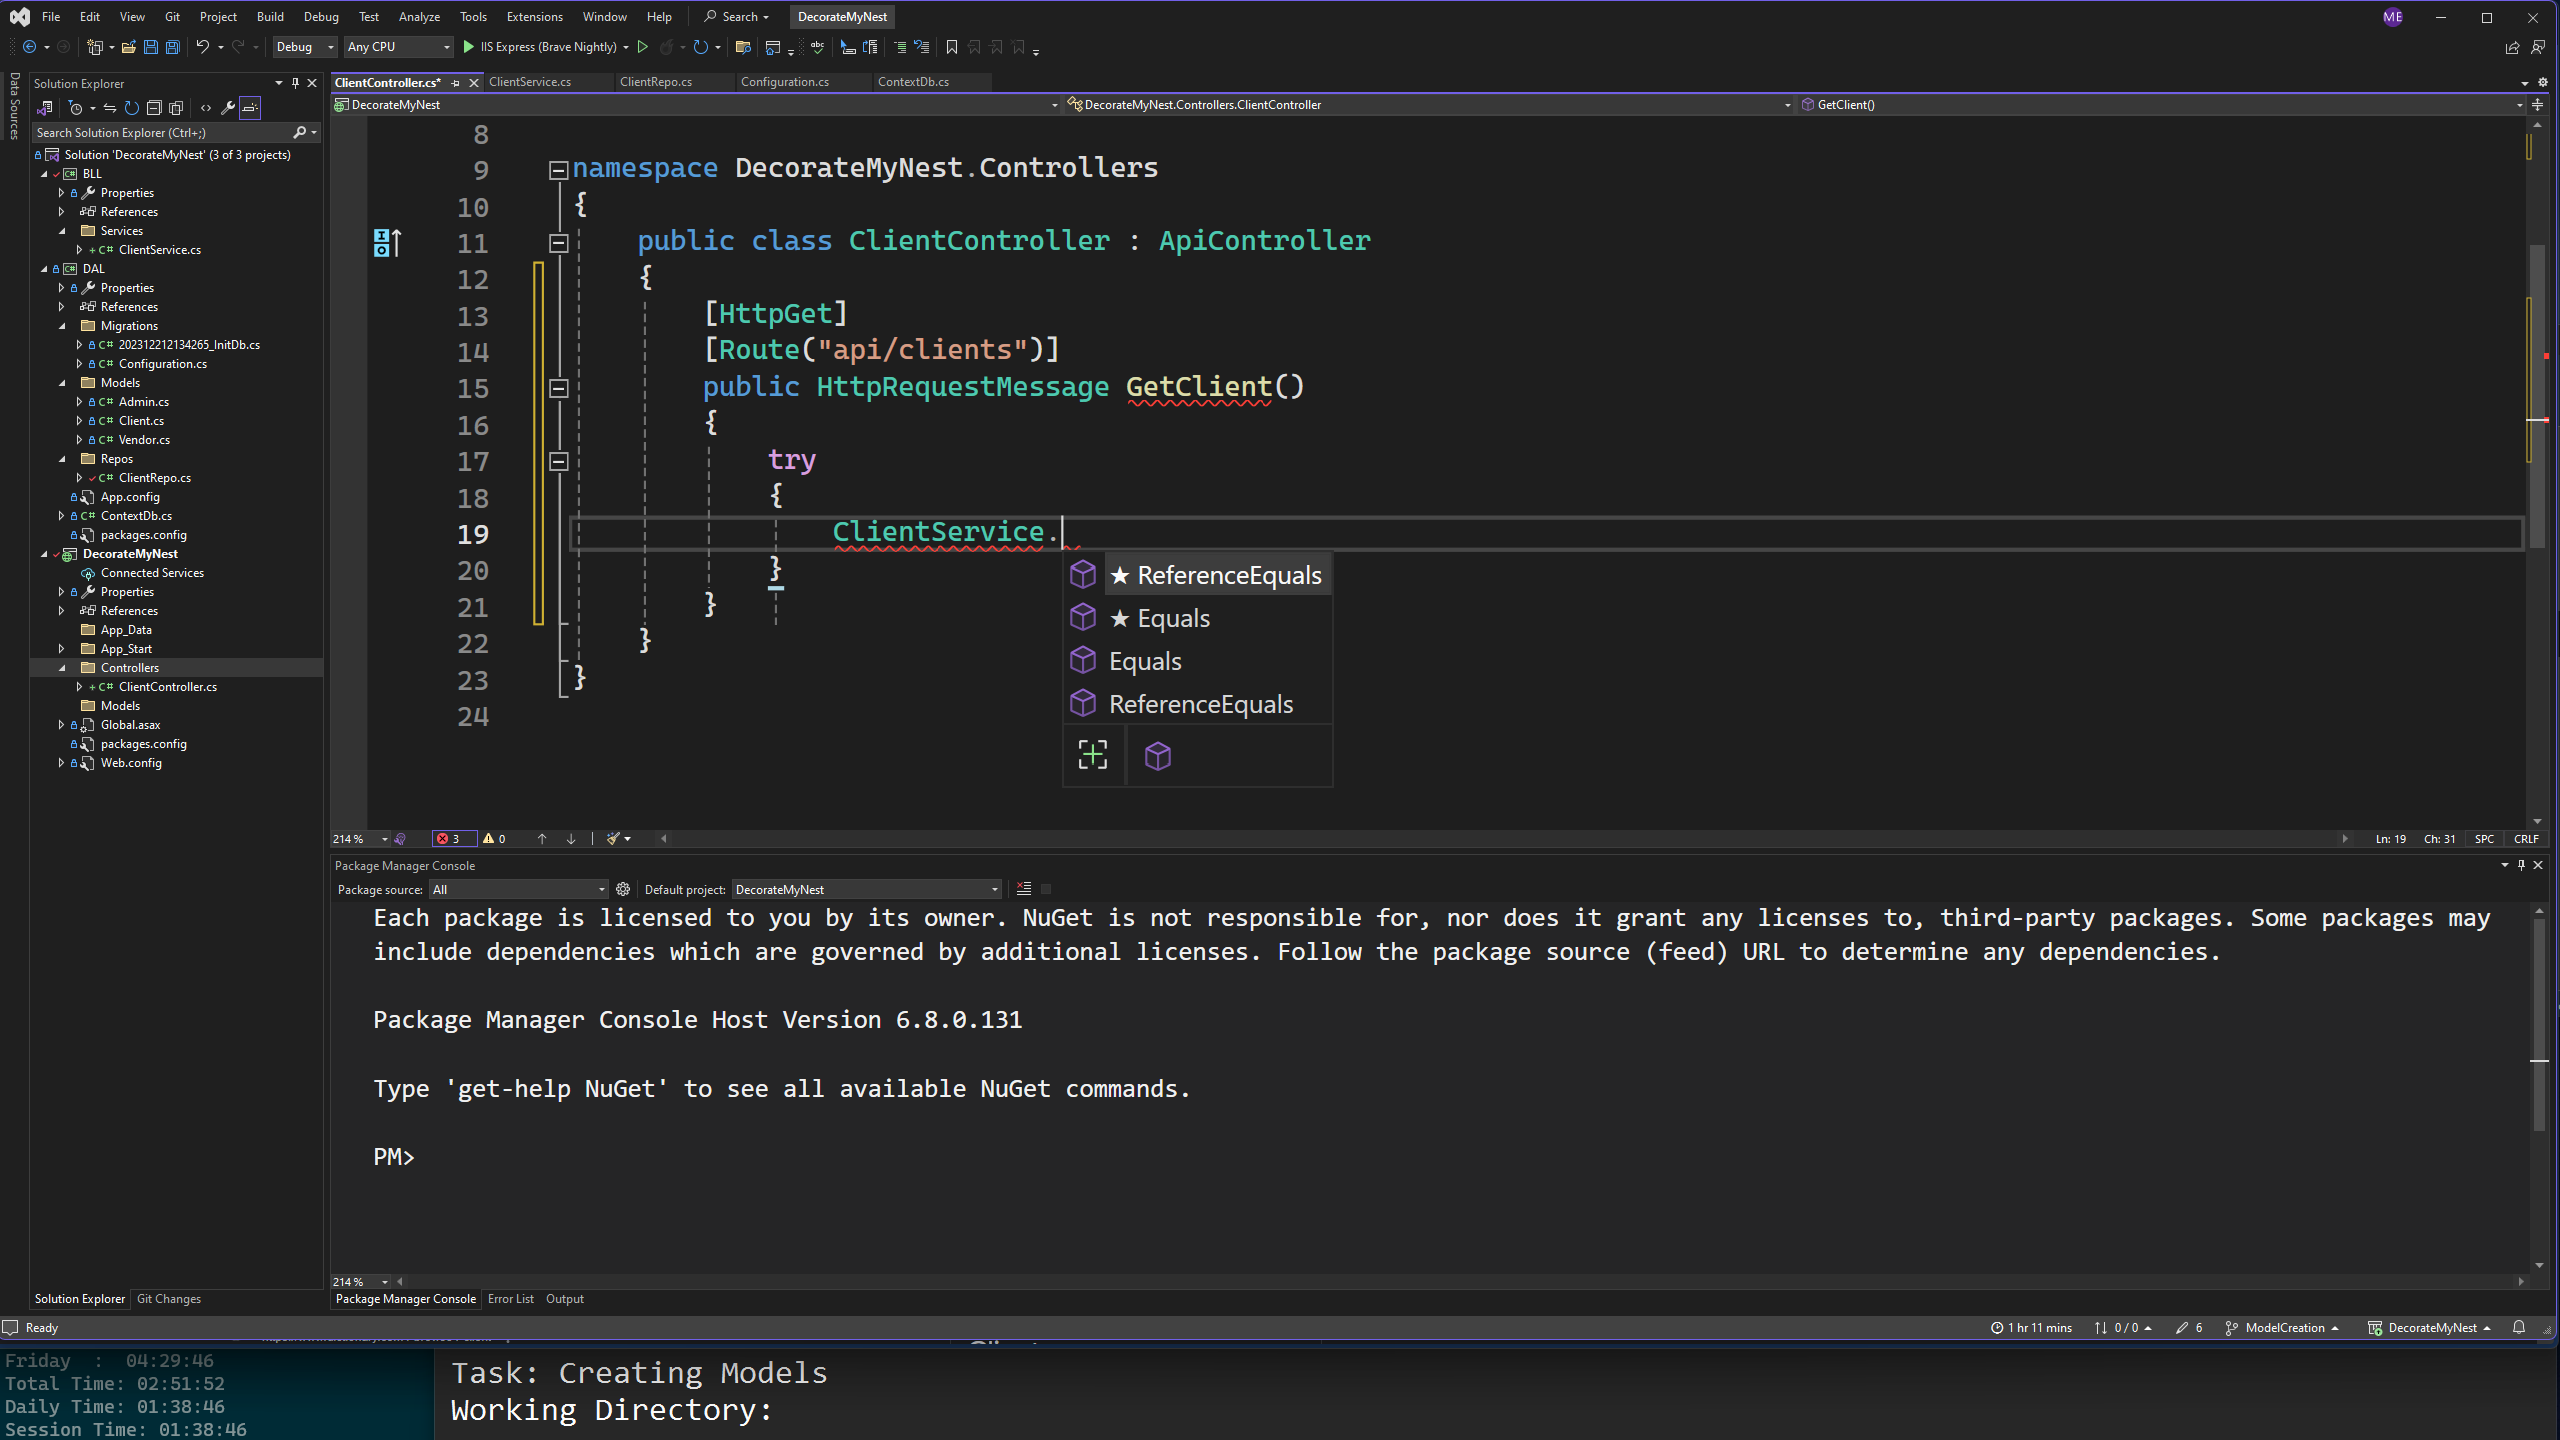 File Edit View Git Project Build Debug Test Analyze Tools Extensions Window Help Search DecorateMyNest ME
Debug Any CPU IIS Express (Brave Nightly)
Data Sources
Solution Explorer
Search Solution Explorer (Ctrl+;)
Solution 'DecorateMyNest' (3 of 3 projects)
BLL
Properties
References
Services
C# ClientService.cs
DAL
Properties
References
Migrations
C# 202312212134265_InitDb.cs
C# Configuration.cs
Models
C# Admin.cs
C# Client.cs
C# Vendor.cs
Repos
C# ClientRepo.cs
App.config
C# ContextDb.cs
packages.config
DecorateMyNest
Connected Services
Properties
References
App_Data
App_Start
Controllers
C# ClientController.cs
Models
Global.asax
packages.config
Web.config
Solution Explorer Git Changes
ClientController.cs* ClientService.cs ClientRepo.cs Configuration.cs ContextDb.cs
DecorateMyNest DecorateMyNest.Controllers.ClientController GetClient()
8
9 namespace DecorateMyNest.Controllers
10 {
11 public class ClientController : ApiController
12 {
13 [HttpGet]
14 [Route("api/clients")]
15 public HttpRequestMessage GetClient()
16 {
17 try
18 {
19 ClientService.
20 }
21 }
22 }
23 }
24
★ ReferenceEquals
★ Equals
Equals
ReferenceEquals
214 % 3 0 Ln: 19 Ch: 31 SPC CRLF
Package Manager Console
Package source: All Default project: DecorateMyNest
Each package is licensed to you by its owner. NuGet is not responsible for, nor does it grant any licenses to, third-party packages. Some packages may
include dependencies which are governed by additional licenses. Follow the package source (feed) URL to determine any dependencies.
Package Manager Console Host Version 6.8.0.131
Type 'get-help NuGet' to see all available NuGet commands.
PM>
214 %
Package Manager Console Error List Output
Ready 1 hr 11 mins 0 / 0 6 ModelCreation DecorateMyNest
Friday : 04:29:46
Total Time: 02:51:52
Daily Time: 01:38:46
Session Time: 01:38:46
Task: Creating Models
Working Directory: